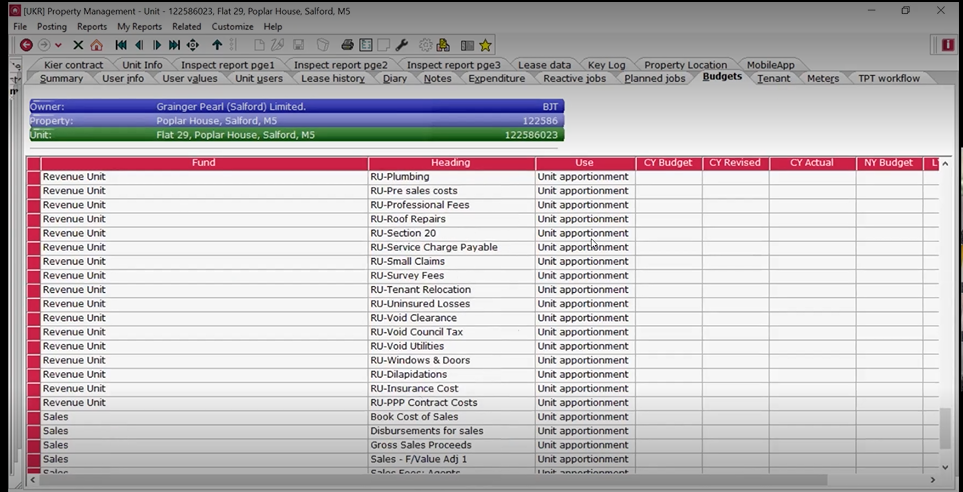 [UKR] Property Management - Unit - 122586023, Flat 29, Poplar House, Salford, M5
File Posting Reports My Reports Related Customize Help
Kier contract Unit Info Inspect report pge1 Inspect report pge2 Inspect report pge3 Lease data Key Log Property Location MobileApp
Summary User info User values Unit users Lease history Diary Notes Expenditure Reactive jobs Planned jobs Budgets Tenant Meters TPT workflow
Owner: Grainger Pearl (Salford) Limited. BJT
Property: Poplar House, Salford, M5 122586
Unit: Flat 29, Poplar House, Salford, M5 122586023
Fund Heading Use CY Budget CY Revised CY Actual NY Budget
Revenue Unit RU-Plumbing Unit apportionment
Revenue Unit RU-Pre sales costs Unit apportionment
Revenue Unit RU-Professional Fees Unit apportionment
Revenue Unit RU-Roof Repairs Unit apportionment
Revenue Unit RU-Section 20 Unit apportionment
Revenue Unit RU-Service Charge Payable Unit apportionment
Revenue Unit RU-Small Claims Unit apportionment
Revenue Unit RU-Survey Fees Unit apportionment
Revenue Unit RU-Tenant Relocation Unit apportionment
Revenue Unit RU-Uninsured Losses Unit apportionment
Revenue Unit RU-Void Clearance Unit apportionment
Revenue Unit RU-Void Council Tax Unit apportionment
Revenue Unit RU-Void Utilities Unit apportionment
Revenue Unit RU-Windows & Doors Unit apportionment
Revenue Unit RU-Dilapidations Unit apportionment
Revenue Unit RU-Insurance Cost Unit apportionment
Revenue Unit RU-PPP Contract Costs Unit apportionment
Sales Book Cost of Sales Unit apportionment
Sales Disbursements for sales Unit apportionment
Sales Gross Sales Proceeds Unit apportionment
Sales Sales - F/Value Adj 1 Unit apportionment
Sales Sales Fees: Agents Unit apportionment